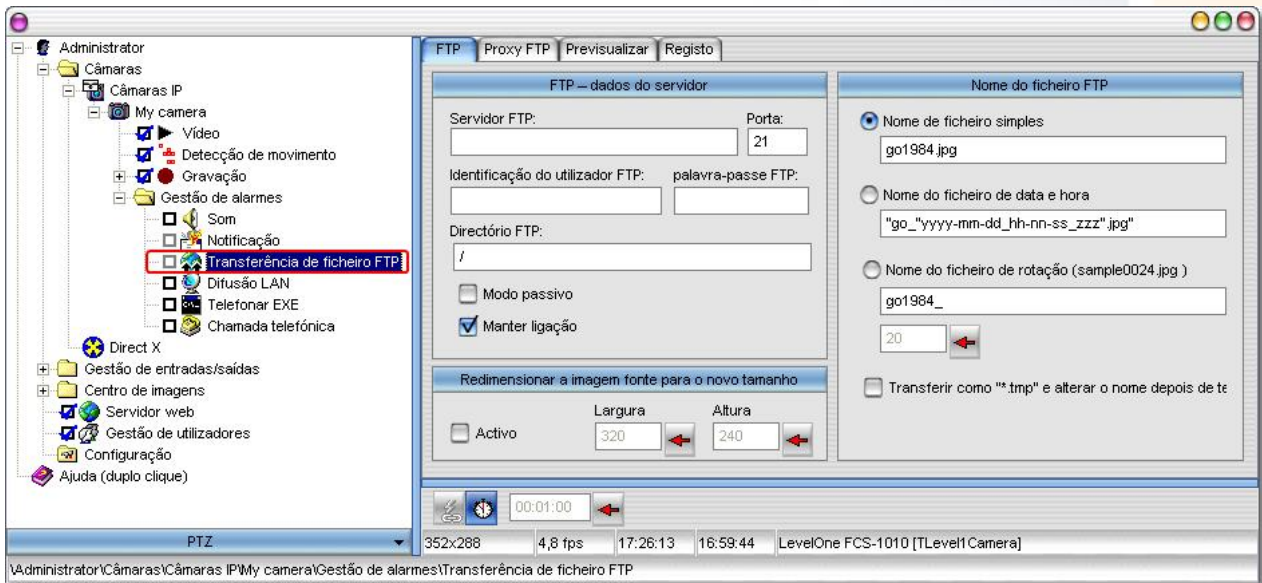 Administrator
Câmaras
Câmaras IP
My camera
Vídeo
Detecção de movimento
Gravação
Gestão de alarmes
Som
Notificação
Transferência de ficheiro FTP
Difusão LAN
Telefonar EXE
Chamada telefónica
Direct X
Gestão de entradas/saídas
Centro de imagens
Servidor web
Gestão de utilizadores
Configuração
Ajuda (duplo clique)
PTZ
FTP Proxy FTP Previsualizar Registo
FTP – dados do servidor
Servidor FTP: Porta:
21
Identificação do utilizador FTP: palavra-passe FTP:
Directório FTP:
/
Modo passivo
Manter ligação
Redimensionar a imagem fonte para o novo tamanho
Largura Altura
Activo 320 240
Nome do ficheiro FTP
Nome de ficheiro simples
go1984.jpg
Nome do ficheiro de data e hora
"go_"yyyy-mm-dd_hh-nn-ss_zzz".jpg"
Nome do ficheiro de rotação (sample0024.jpg )
go1984_
20
Transferir como "*.tmp" e alterar o nome depois de te
00:01:00
352x288 4,8 fps 17:26:13 16:59:44 LevelOne FCS-1010 [TLevel1Camera]
\Administrator\Câmaras\Câmaras IP\My camera\Gestão de alarmes\Transferência de ficheiro FTP